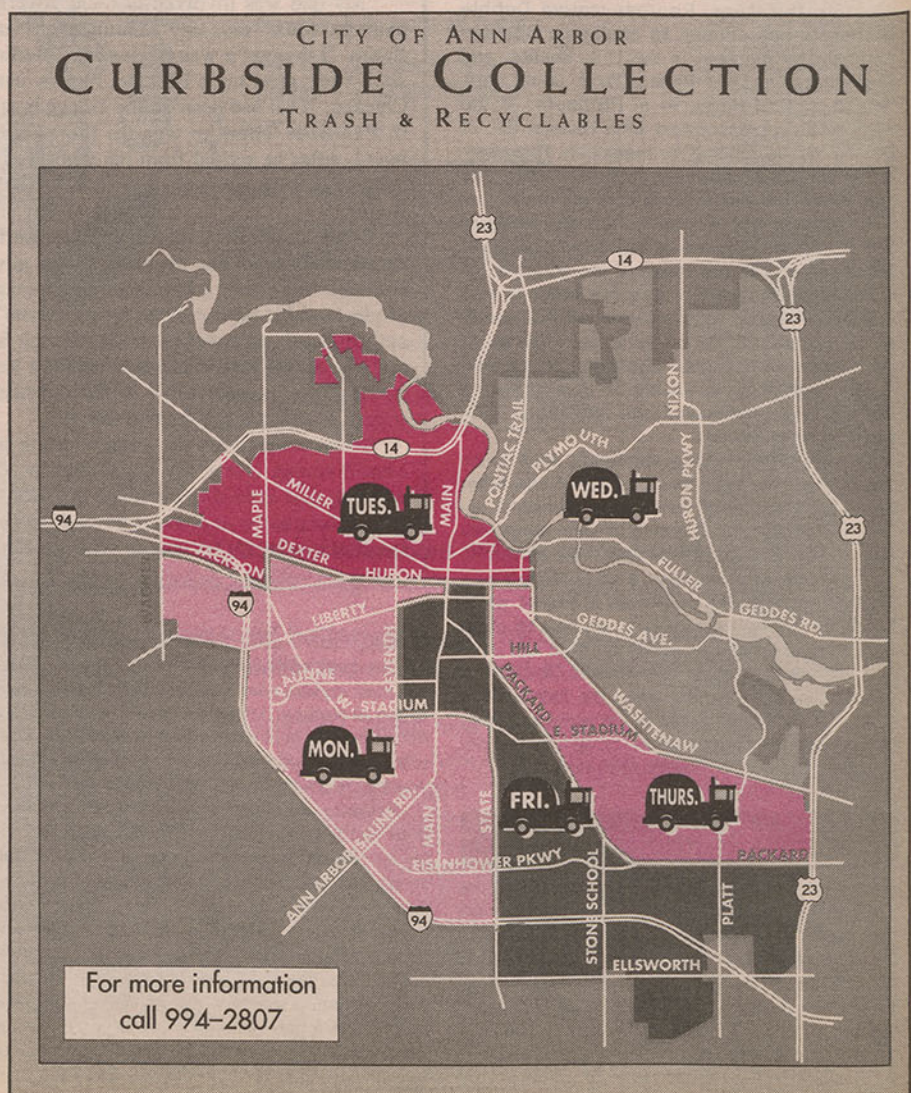 CITY OF ANN ARBOR
CURBSIDE COLLECTION
TRASH & RECYCLABLES
23
14
23
NIXON
PONTIAC TRAIL
PLYMOUTH
HURON PKWY
14
MILLER
MAPLE
TUES.
MAIN
WED.
94
23
DEXTER
JACKSON
HURON
FULLER
WAGNER
94
LIBERTY
GEDDES RD.
GEDDES AVE.
HILL
SEVENTH
PAULINE
PACKARD
W. STADIUM
WASHTENAW
E. STADIUM
MON.
FRI.
THURS.
STATE
MAIN
ANN ARBOR SALINE RD.
EISENHOWER PKWY
PACKARD
STONE SCHOOL
PLATT
23
94
ELLSWORTH
For more information
call 994–2807